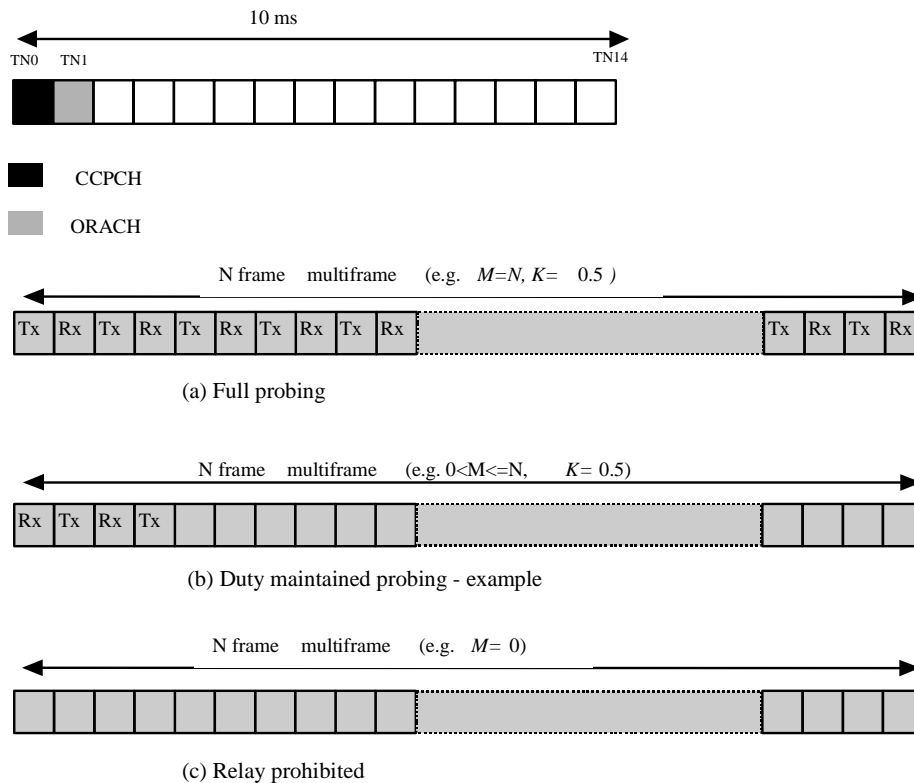 10 ms
TN0 TN1 TN14
CCPCH
ORACH
N frame multiframe (e.g. M=N, K= 0.5 )
Tx Rx Tx Rx Tx Rx Tx Rx Tx Rx Tx Rx Tx Rx
(a) Full probing
N frame multiframe (e.g. 0<M<=N, K= 0.5)
Rx Tx Rx Tx
(b) Duty maintained probing - example
N frame multiframe (e.g. M= 0)
(c) Relay prohibited